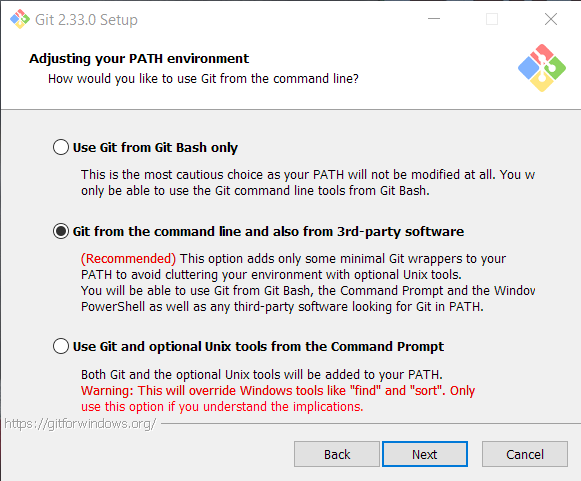 Git 2.33.0 Setup
Adjusting your PATH environment
How would you like to use Git from the command line?
Use Git from Git Bash only
This is the most cautious choice as your PATH will not be modified at all. You w
only be able to use the Git command line tools from Git Bash.
Git from the command line and also from 3rd-party software
(Recommended) This option adds only some minimal Git wrappers to your
PATH to avoid cluttering your environment with optional Unix tools.
You will be able to use Git from Git Bash, the Command Prompt and the Window
PowerShell as well as any third-party software looking for Git in PATH.
Use Git and optional Unix tools from the Command Prompt
Both Git and the optional Unix tools will be added to your PATH.
Warning: This will override Windows tools like "find" and "sort". Only
use this option if you understand the implications.
https://gitforwindows.org/
Back Next Cancel